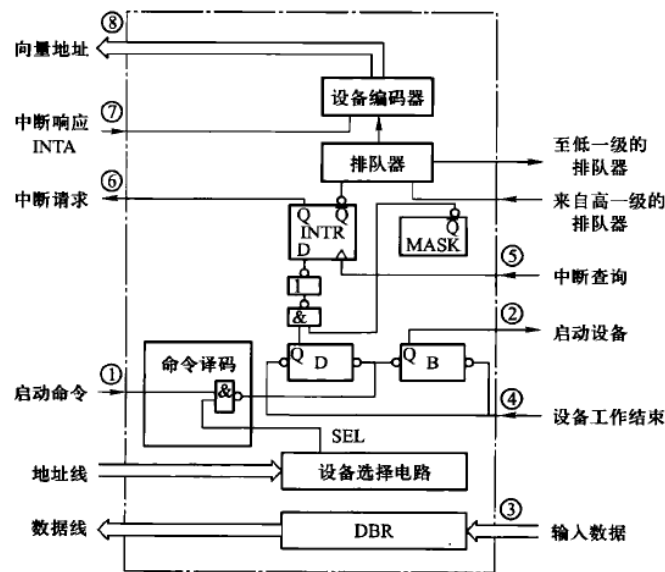 ⑧
向量地址
设备编码器
⑦
中断响应
INTA
排队器
至低一级的
排队器
⑥
中断请求
来自高一级的
排队器
Q Q
INTR
D
Q
MASK
⑤
中断查询
1
&
②
启动设备
命令译码
Q D
Q B
①
启动命令
&
④
设备工作结束
SEL
地址线
设备选择电路
③
数据线
DBR
输入数据